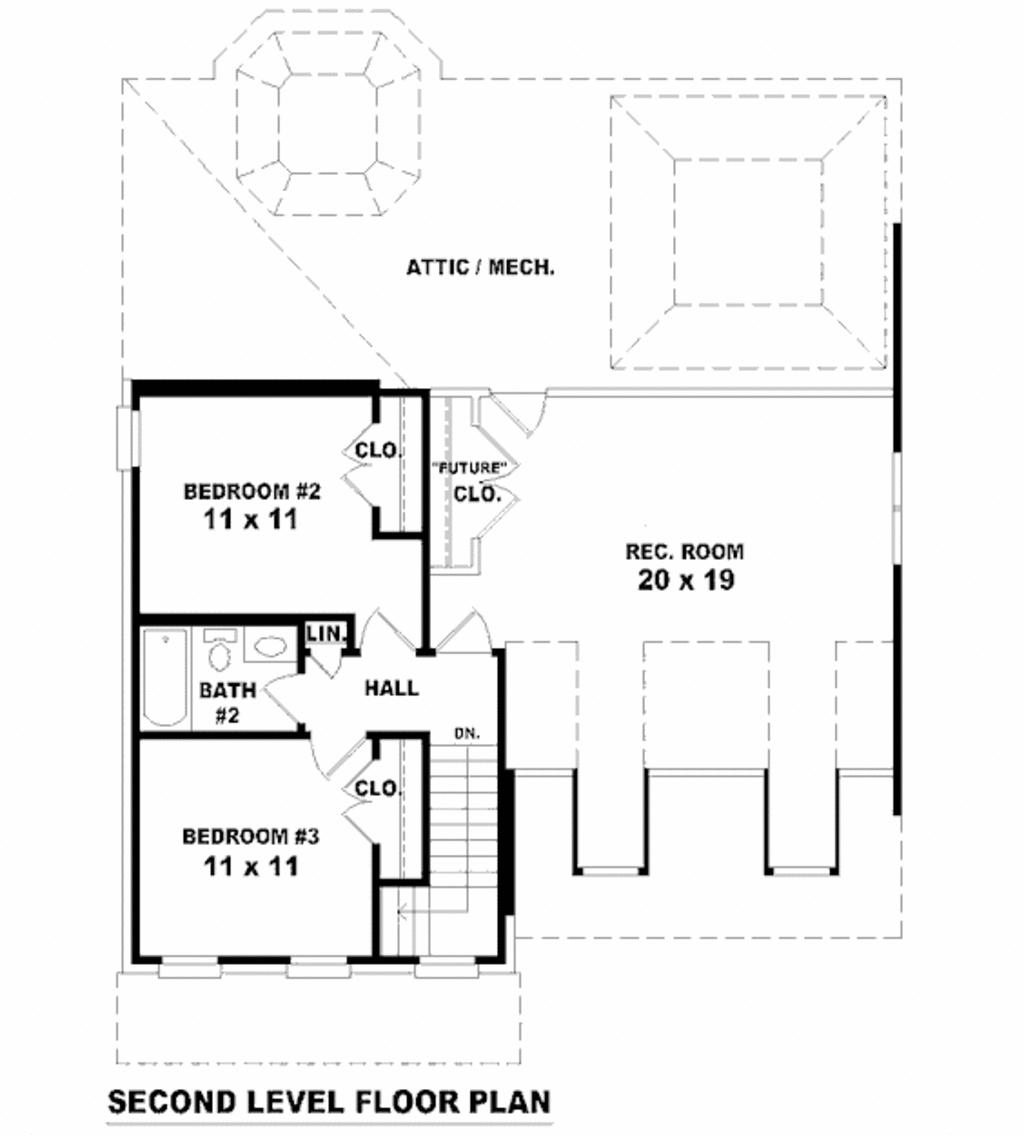 ATTIC / MECH.
CLO.
"FUTURE"
CLO.
BEDROOM #2
11 x 11
REC. ROOM
20 x 19
LIN.
BATH
#2
HALL
DN.
CLO.
BEDROOM #3
11 x 11
SECOND LEVEL FLOOR PLAN